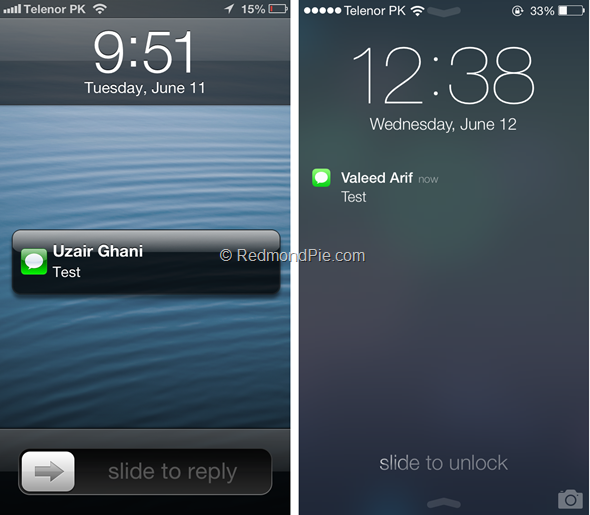 Telenor PK 15%
9:51
Tuesday, June 11
Uzair Ghani
Test
slide to reply
Telenor PK 33%
12:38
Wednesday, June 12
Valeed Arif now
Test
slide to unlock
© RedmondPie.com